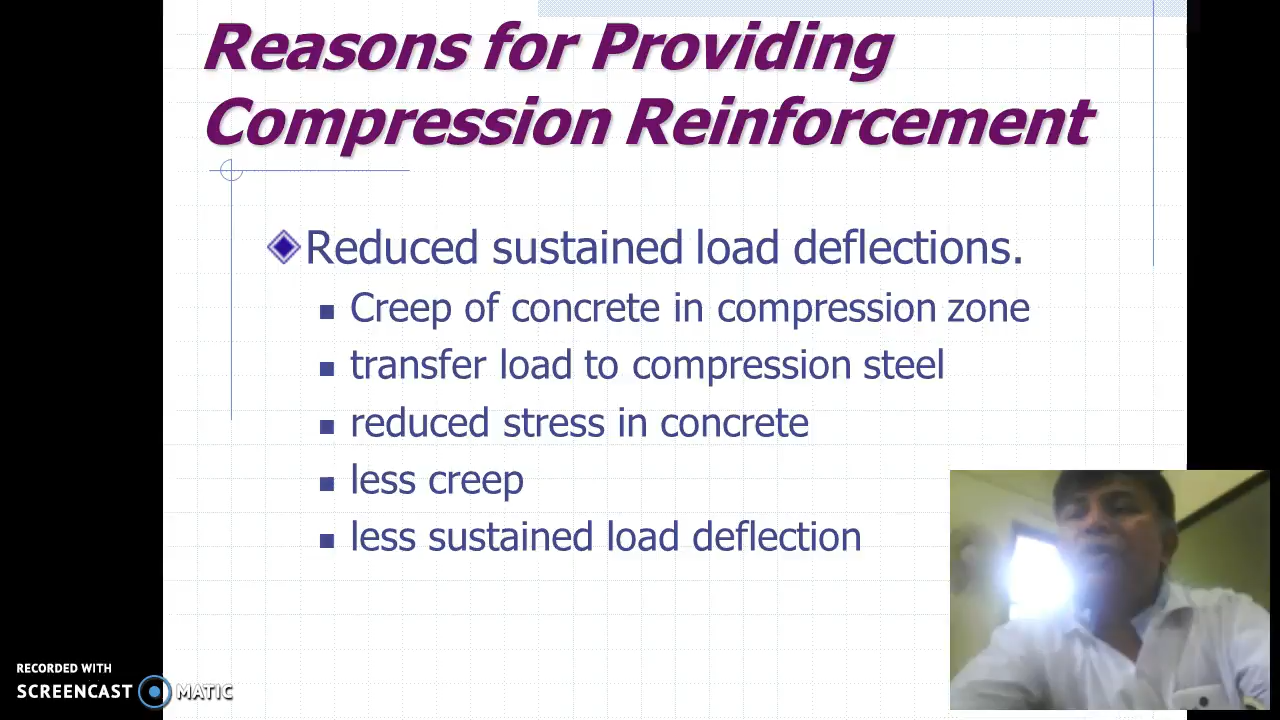 Reasons for Providing
Compression Reinforcement
Reduced sustained load deflections.
Creep of concrete in compression zone
transfer load to compression steel
reduced stress in concrete
less creep
less sustained load deflection
RECORDED WITH
SCREENCAST MATIC